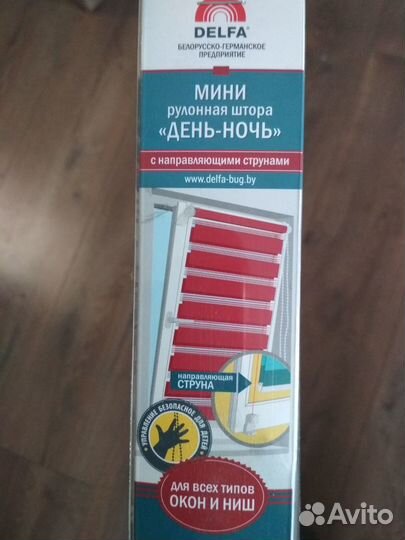 DELFA®
БЕЛОРУССКО-ГЕРМАНСКОЕ
ПРЕДПРИЯТИЕ
МИНИ
рулонная штора
«ДЕНЬ-НОЧЬ»
с направляющими струнами
www.delfa-bug.by
направляющая
СТРУНА
УПРАВЛЕНИЕ БЕЗОПАСНОЕ ДЛЯ ДЕТЕЙ
для всех типов
ОКОН И НИШ
Avito